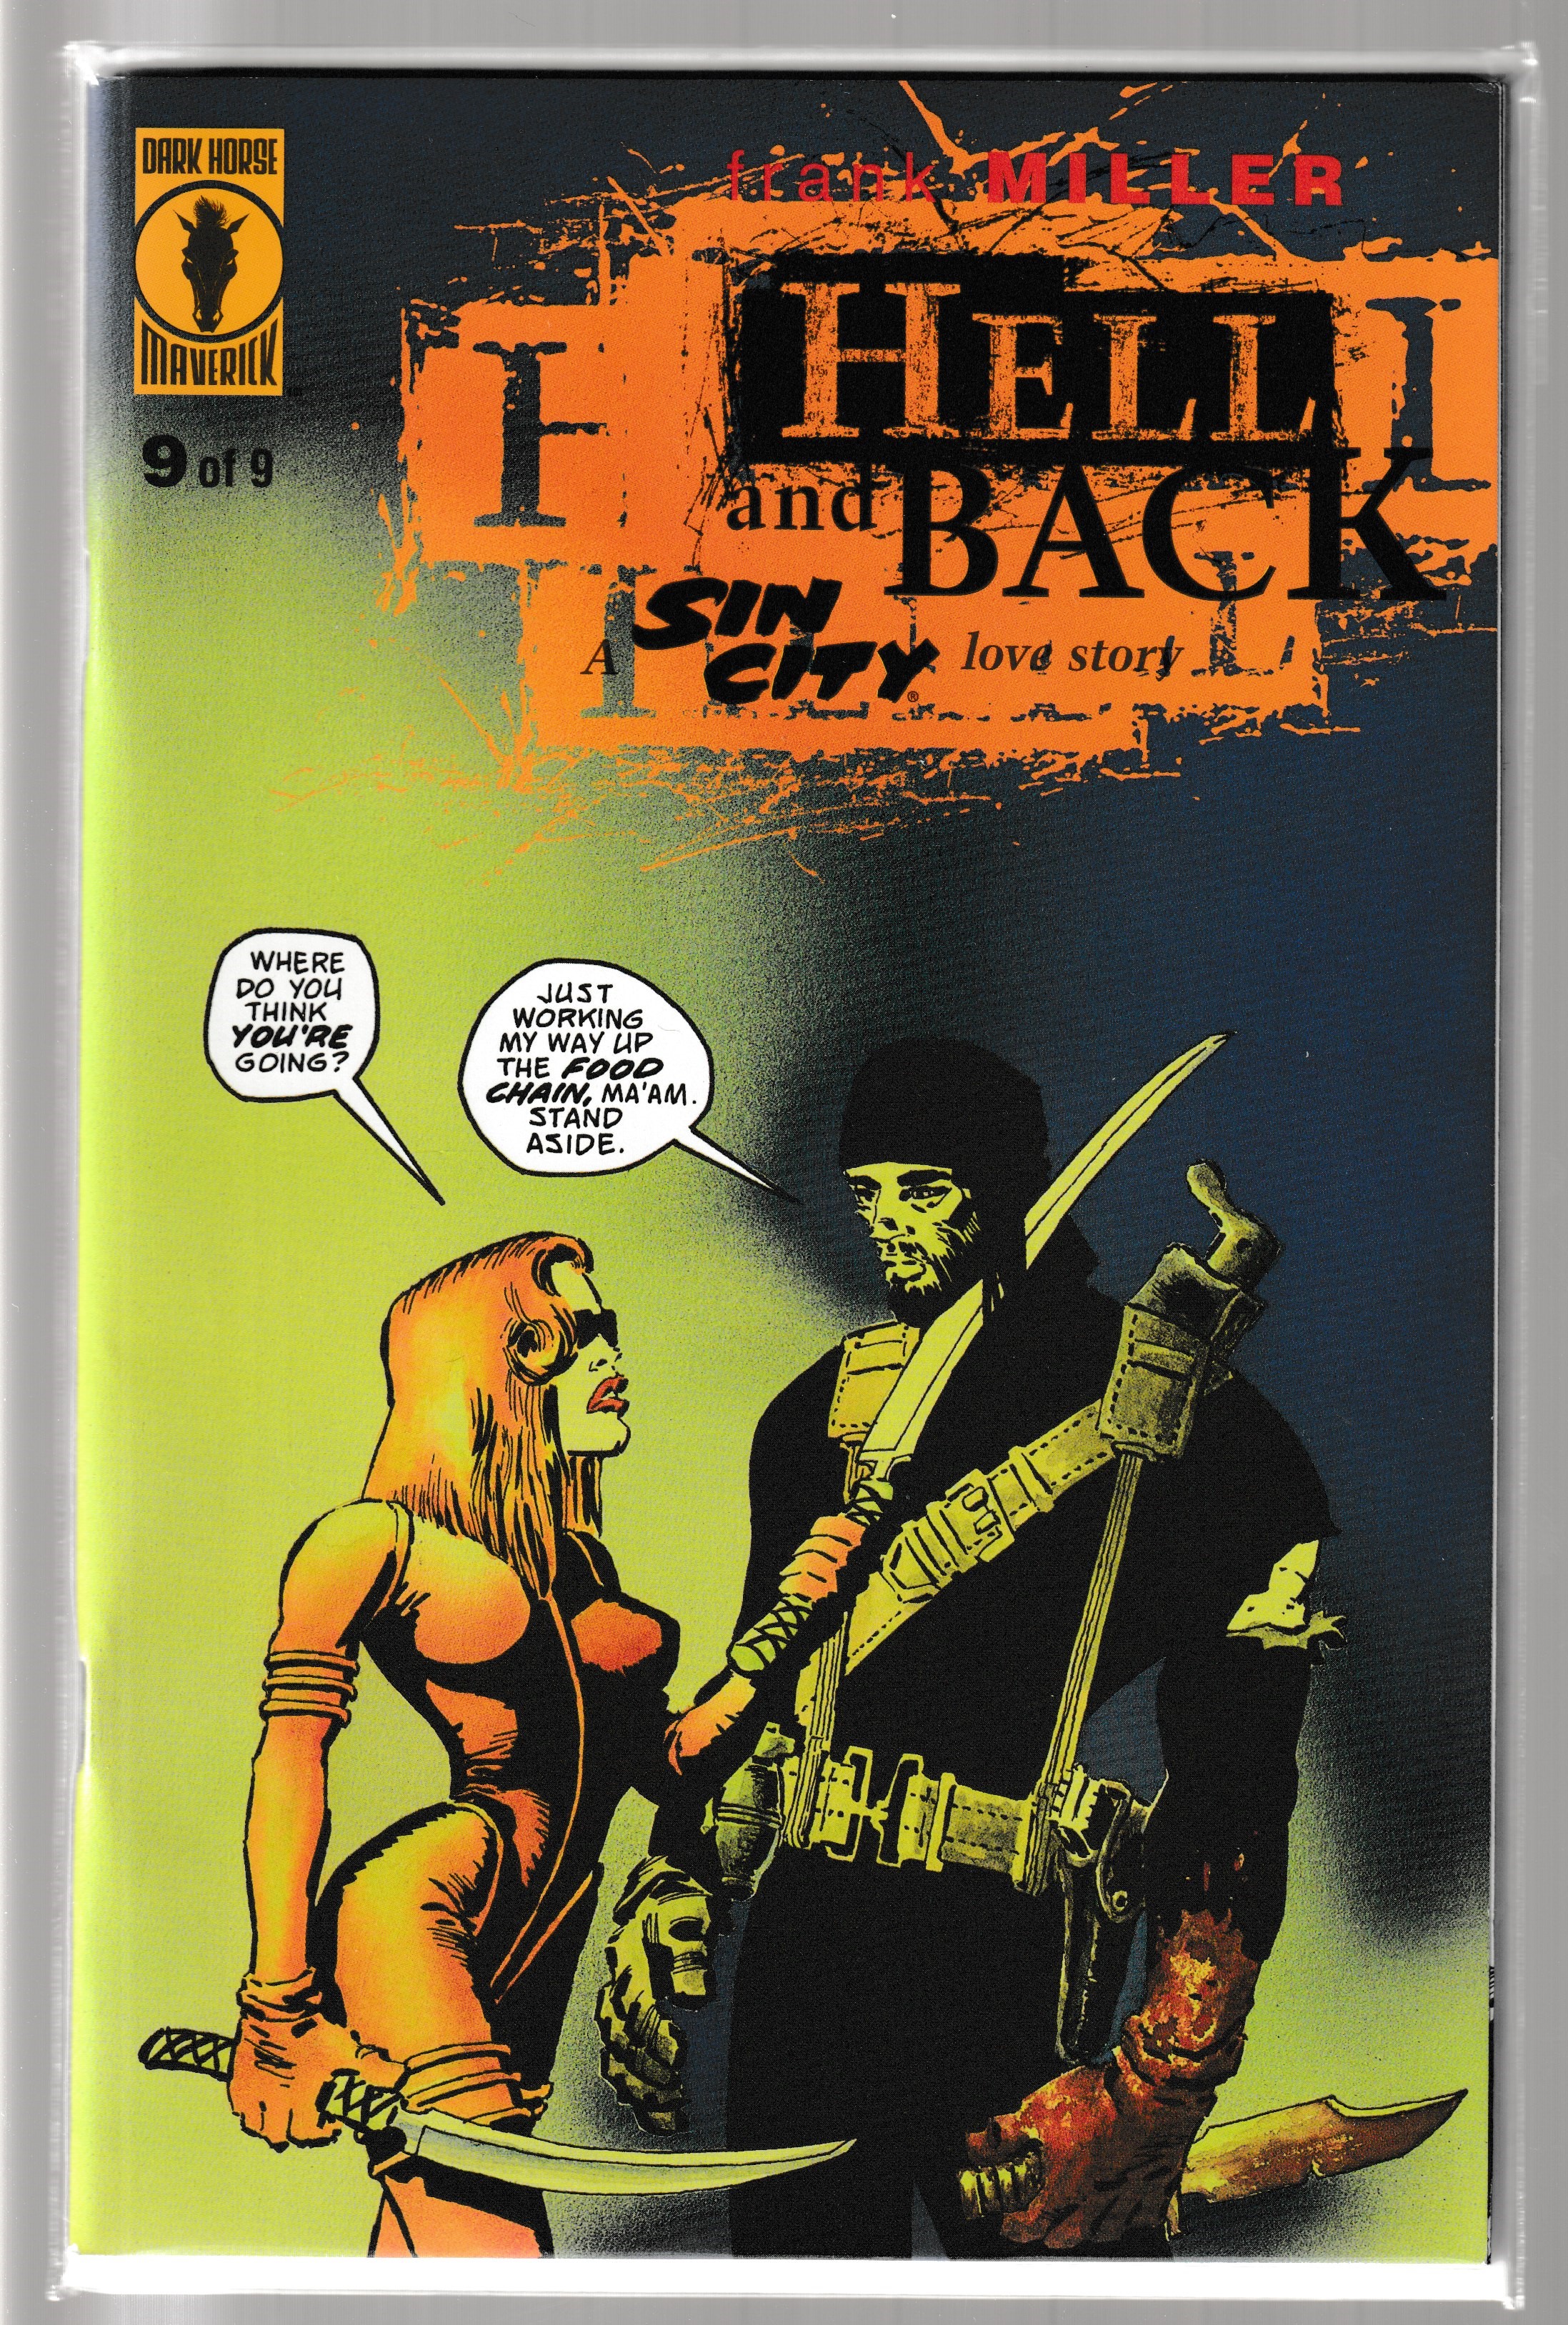 DARK HORSE
MAVERICK
9 of 9
frank MILLER
HELL
and BACK
A SIN CITY® love story
HELL
WHERE
DO YOU
THINK
YOU'RE
GOING?
JUST
WORKING
MY WAY UP
THE FOOD
CHAIN, MA'AM.
STAND
ASIDE.